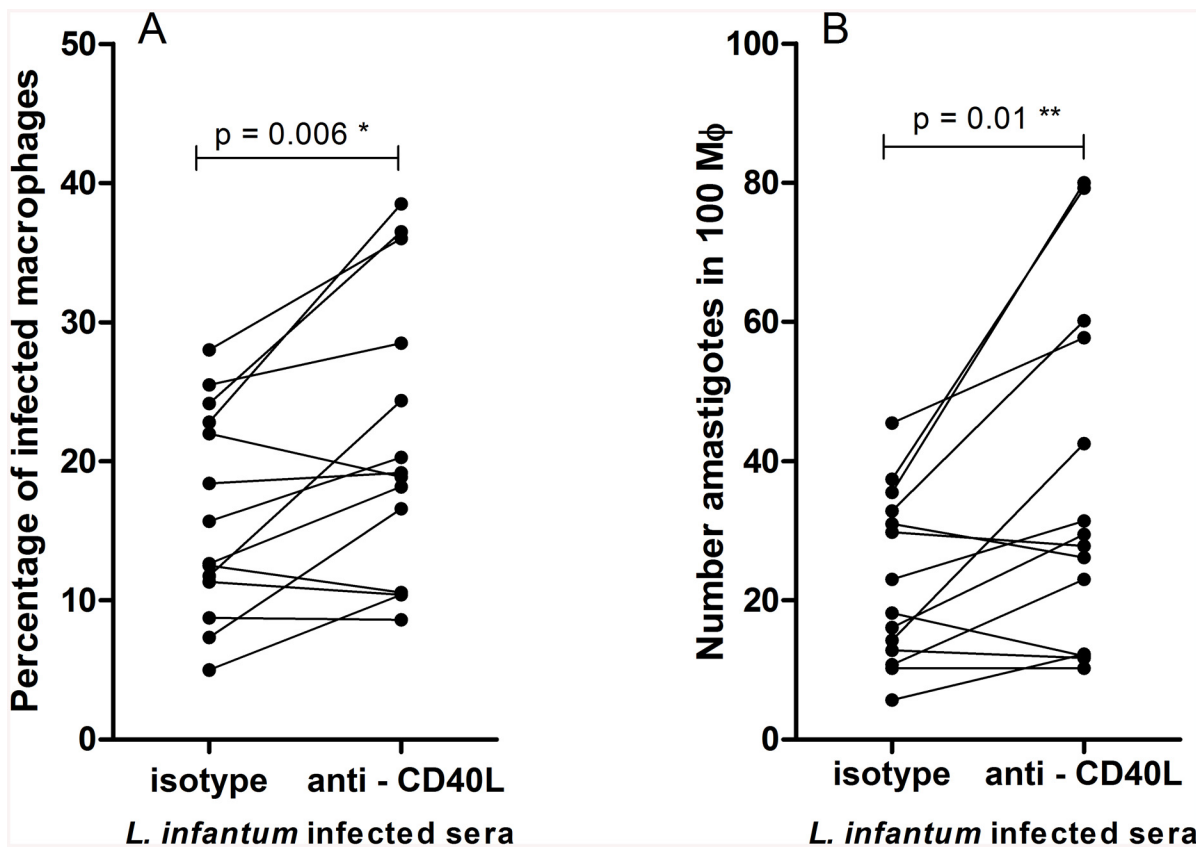 A
Percentage of infected macrophages
50
40
30
20
10
0
p = 0.006 *
isotype
anti - CD40L
L. infantum infected sera
B
Number amastigotes in 100 Mϕ
100
80
60
40
20
0
p = 0.01 **
isotype
anti - CD40L
L. infantum infected sera